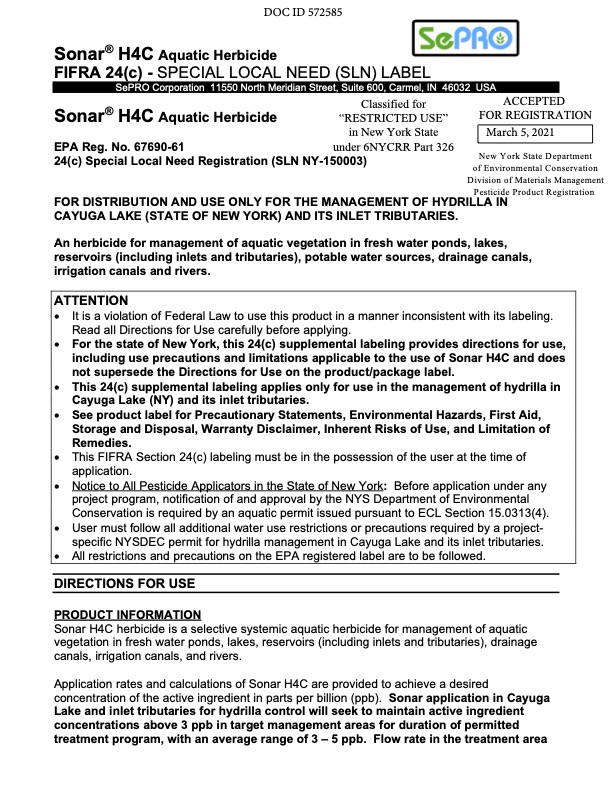 DOC ID 572585
SePRO
Sonar® H4C Aquatic Herbicide
FIFRA 24(c) - SPECIAL LOCAL NEED (SLN) LABEL
SePRO Corporation 11550 North Meridian Street, Suite 600, Carmel, IN 46032 USA
Sonar® H4C Aquatic Herbicide
EPA Reg. No. 67690-61
24(c) Special Local Need Registration (SLN NY-150003)
Classified for
“RESTRICTED USE”
in New York State
under 6NYCRR Part 326
ACCEPTED
FOR REGISTRATION
March 5, 2021
New York State Department
of Environmental Conservation
Division of Materials Management
Pesticide Product Registration
FOR DISTRIBUTION AND USE ONLY FOR THE MANAGEMENT OF HYDRILLA IN
CAYUGA LAKE (STATE OF NEW YORK) AND ITS INLET TRIBUTARIES.
An herbicide for management of aquatic vegetation in fresh water ponds, lakes,
reservoirs (including inlets and tributaries), potable water sources, drainage canals,
irrigation canals and rivers.
ATTENTION
• It is a violation of Federal Law to use this product in a manner inconsistent with its labeling.
Read all Directions for Use carefully before applying.
• For the state of New York, this 24(c) supplemental labeling provides directions for use,
including use precautions and limitations applicable to the use of Sonar H4C and does
not supersede the Directions for Use on the product/package label.
• This 24(c) supplemental labeling applies only for use in the management of hydrilla in
Cayuga Lake (NY) and its inlet tributaries.
• See product label for Precautionary Statements, Environmental Hazards, First Aid,
Storage and Disposal, Warranty Disclaimer, Inherent Risks of Use, and Limitation of
Remedies.
• This FIFRA Section 24(c) labeling must be in the possession of the user at the time of
application.
• Notice to All Pesticide Applicators in the State of New York: Before application under any
project program, notification of and approval by the NYS Department of Environmental
Conservation is required by an aquatic permit issued pursuant to ECL Section 15.0313(4).
• User must follow all additional water use restrictions or precautions required by a project-
specific NYSDEC permit for hydrilla management in Cayuga Lake and its inlet tributaries.
• All restrictions and precautions on the EPA registered label are to be followed.
DIRECTIONS FOR USE
PRODUCT INFORMATION
Sonar H4C herbicide is a selective systemic aquatic herbicide for management of aquatic
vegetation in fresh water ponds, lakes, reservoirs (including inlets and tributaries), drainage
canals, irrigation canals, and rivers.
Application rates and calculations of Sonar H4C are provided to achieve a desired
concentration of the active ingredient in parts per billion (ppb). Sonar application in Cayuga
Lake and inlet tributaries for hydrilla control will seek to maintain active ingredient
concentrations above 3 ppb in target management areas for duration of permitted
treatment program, with an average range of 3 – 5 ppb. Flow rate in the treatment area